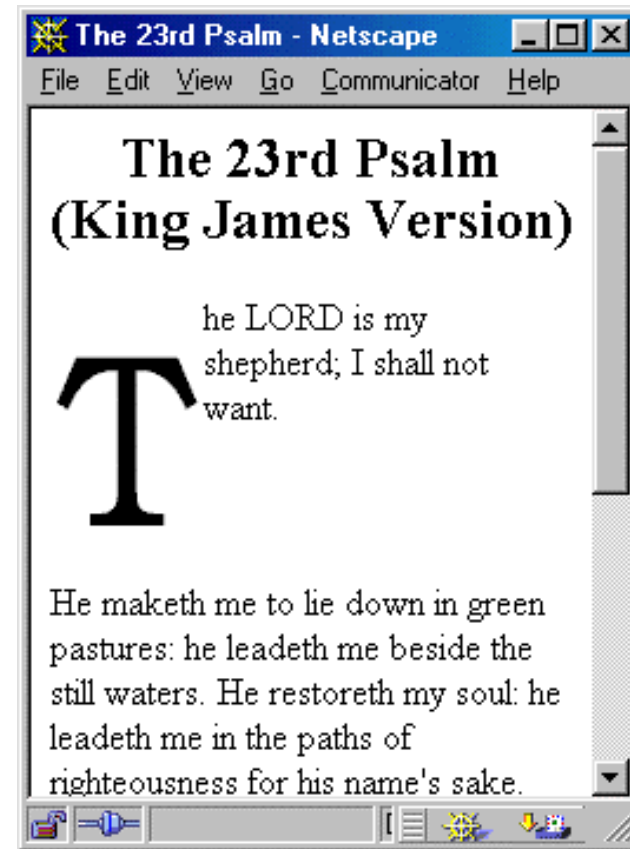 The 23rd Psalm - Netscape
File Edit View Go Communicator Help
The 23rd Psalm
(King James Version)
The LORD is my
shepherd; I shall not
want.
He maketh me to lie down in green
pastures: he leadeth me beside the
still waters. He restoreth my soul: he
leadeth me in the paths of
righteousness for his name's sake.